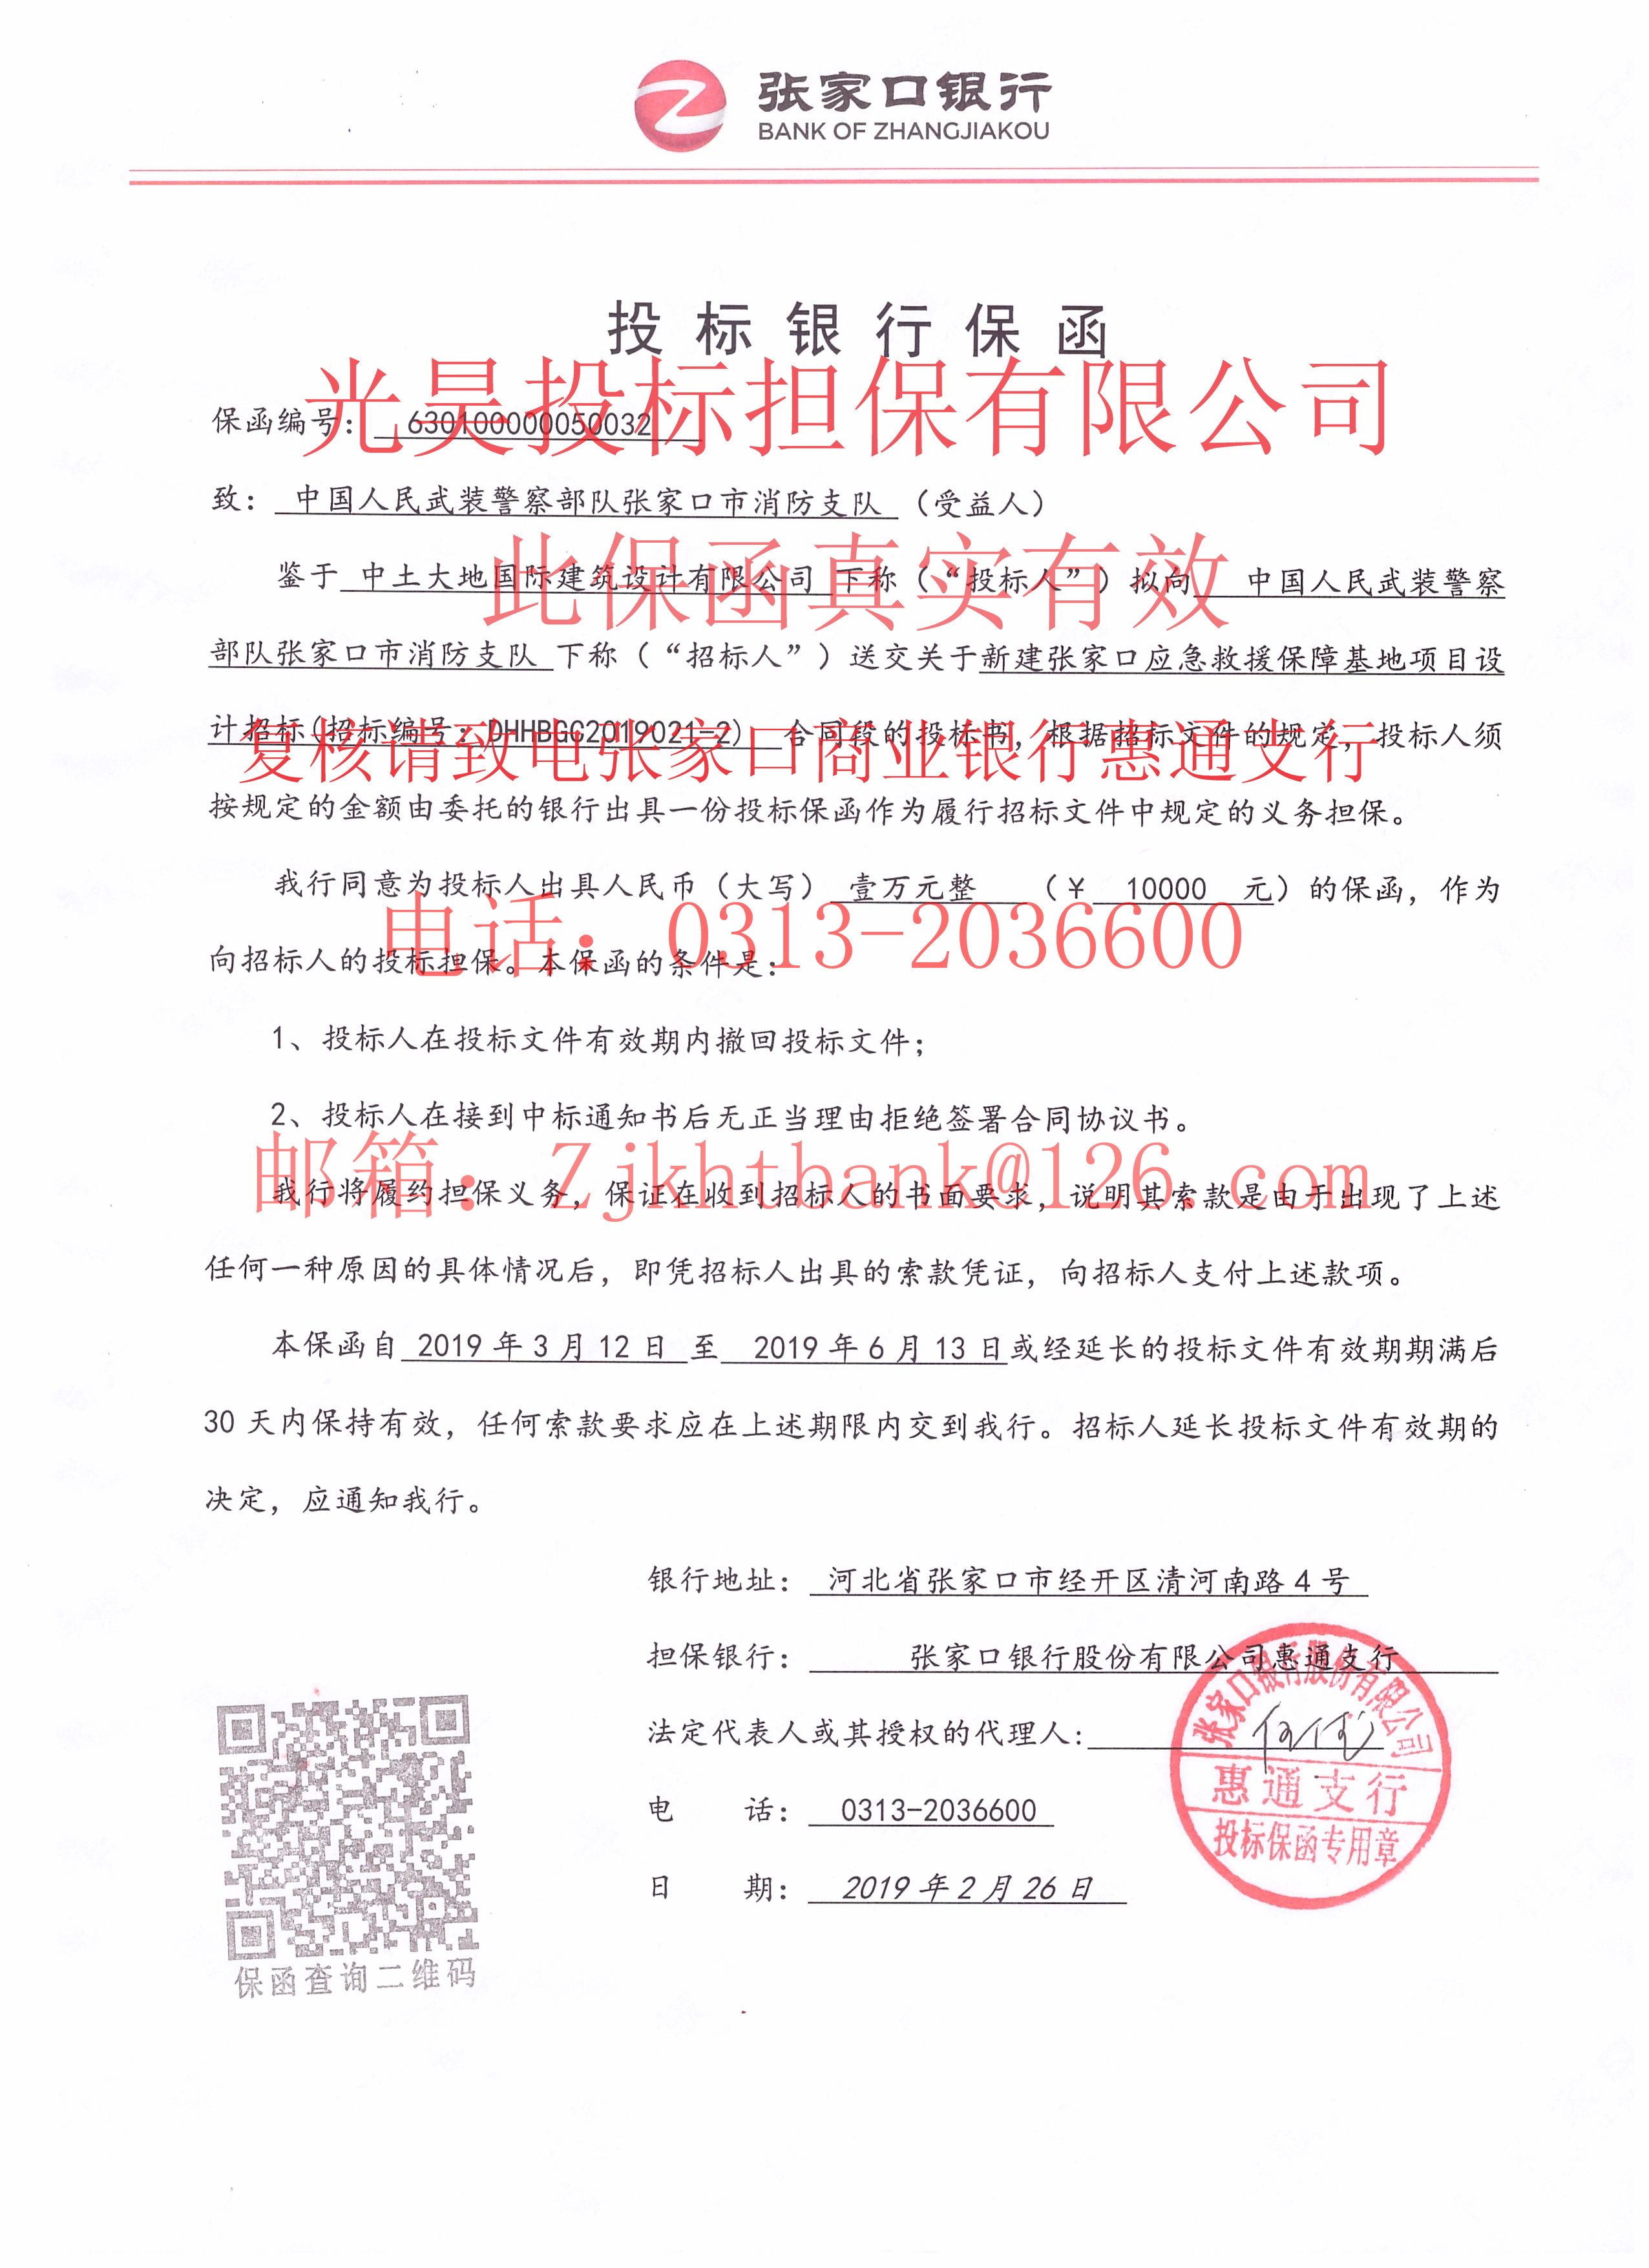 张家口银行
BANK OF ZHANGJIAKOU
投标银行保函
光昊投标担保有限公司
保函编号： 630100000050032
致： 中国人民武装警察部队张家口市消防支队 （受益人）
此保函真实有效
鉴于 中土大地国际建筑设计有限公司 下称（“投标人”）拟向 中国人民武装警察
部队张家口市消防支队 下称（“招标人”）送交关于新建张家口应急救援保障基地项目设
计招标(招标编号：DHHBGC2019021-2) 合同段的投标书，根据招标文件的规定，投标人须
复核请致电张家口商业银行惠通支行
按规定的金额由委托的银行出具一份投标保函作为履行招标文件中规定的义务担保。
我行同意为投标人出具人民币（大写） 壹万元整 （￥ 10000 元）的保函，作为
电话：0313-2036600
向招标人的投标担保。本保函的条件是：
1、投标人在投标文件有效期内撤回投标文件；
2、投标人在接到中标通知书后无正当理由拒绝签署合同协议书。
邮箱：Zjkhtbank@126.com
我行将履约担保义务，保证在收到招标人的书面要求，说明其索款是由于出现了上述
任何一种原因的具体情况后，即凭招标人出具的索款凭证，向招标人支付上述款项。
本保函自 2019 年 3 月 12 日 至 2019 年 6 月 13 日或经延长的投标文件有效期期满后
30 天内保持有效，任何索款要求应在上述期限内交到我行。招标人延长投标文件有效期的
决定，应通知我行。
银行地址： 河北省张家口市经开区清河南路 4 号
担保银行： 张家口银行股份有限公司惠通支行
法定代表人或其授权的代理人:
电 话： 0313-2036600
日 期： 2019 年 2 月 26 日
张家口银行股份有限公司
惠通支行
投标保函专用章
保函查询二维码